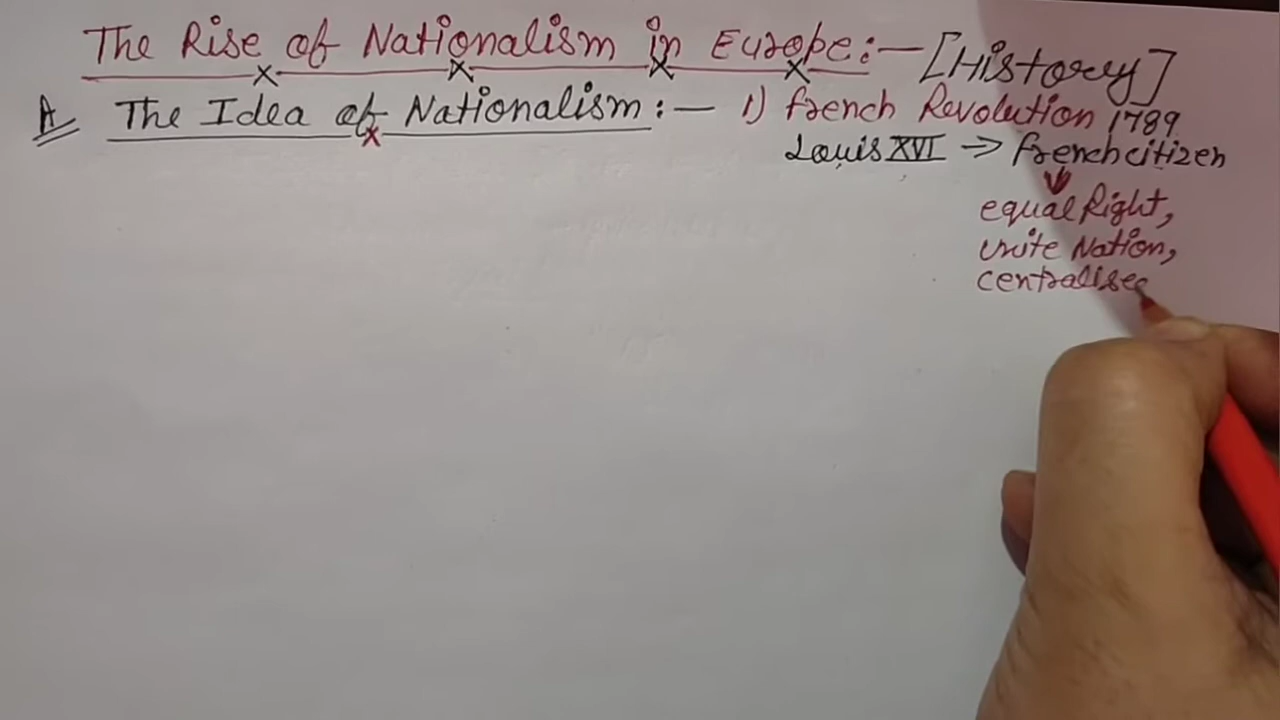 The Rise of Nationalism in Europe:- [History]
A The Idea of Nationalism:- 1) french Revolution 1789
Louis XVI → french citizen
equal Right,
unite Nation,
centralise